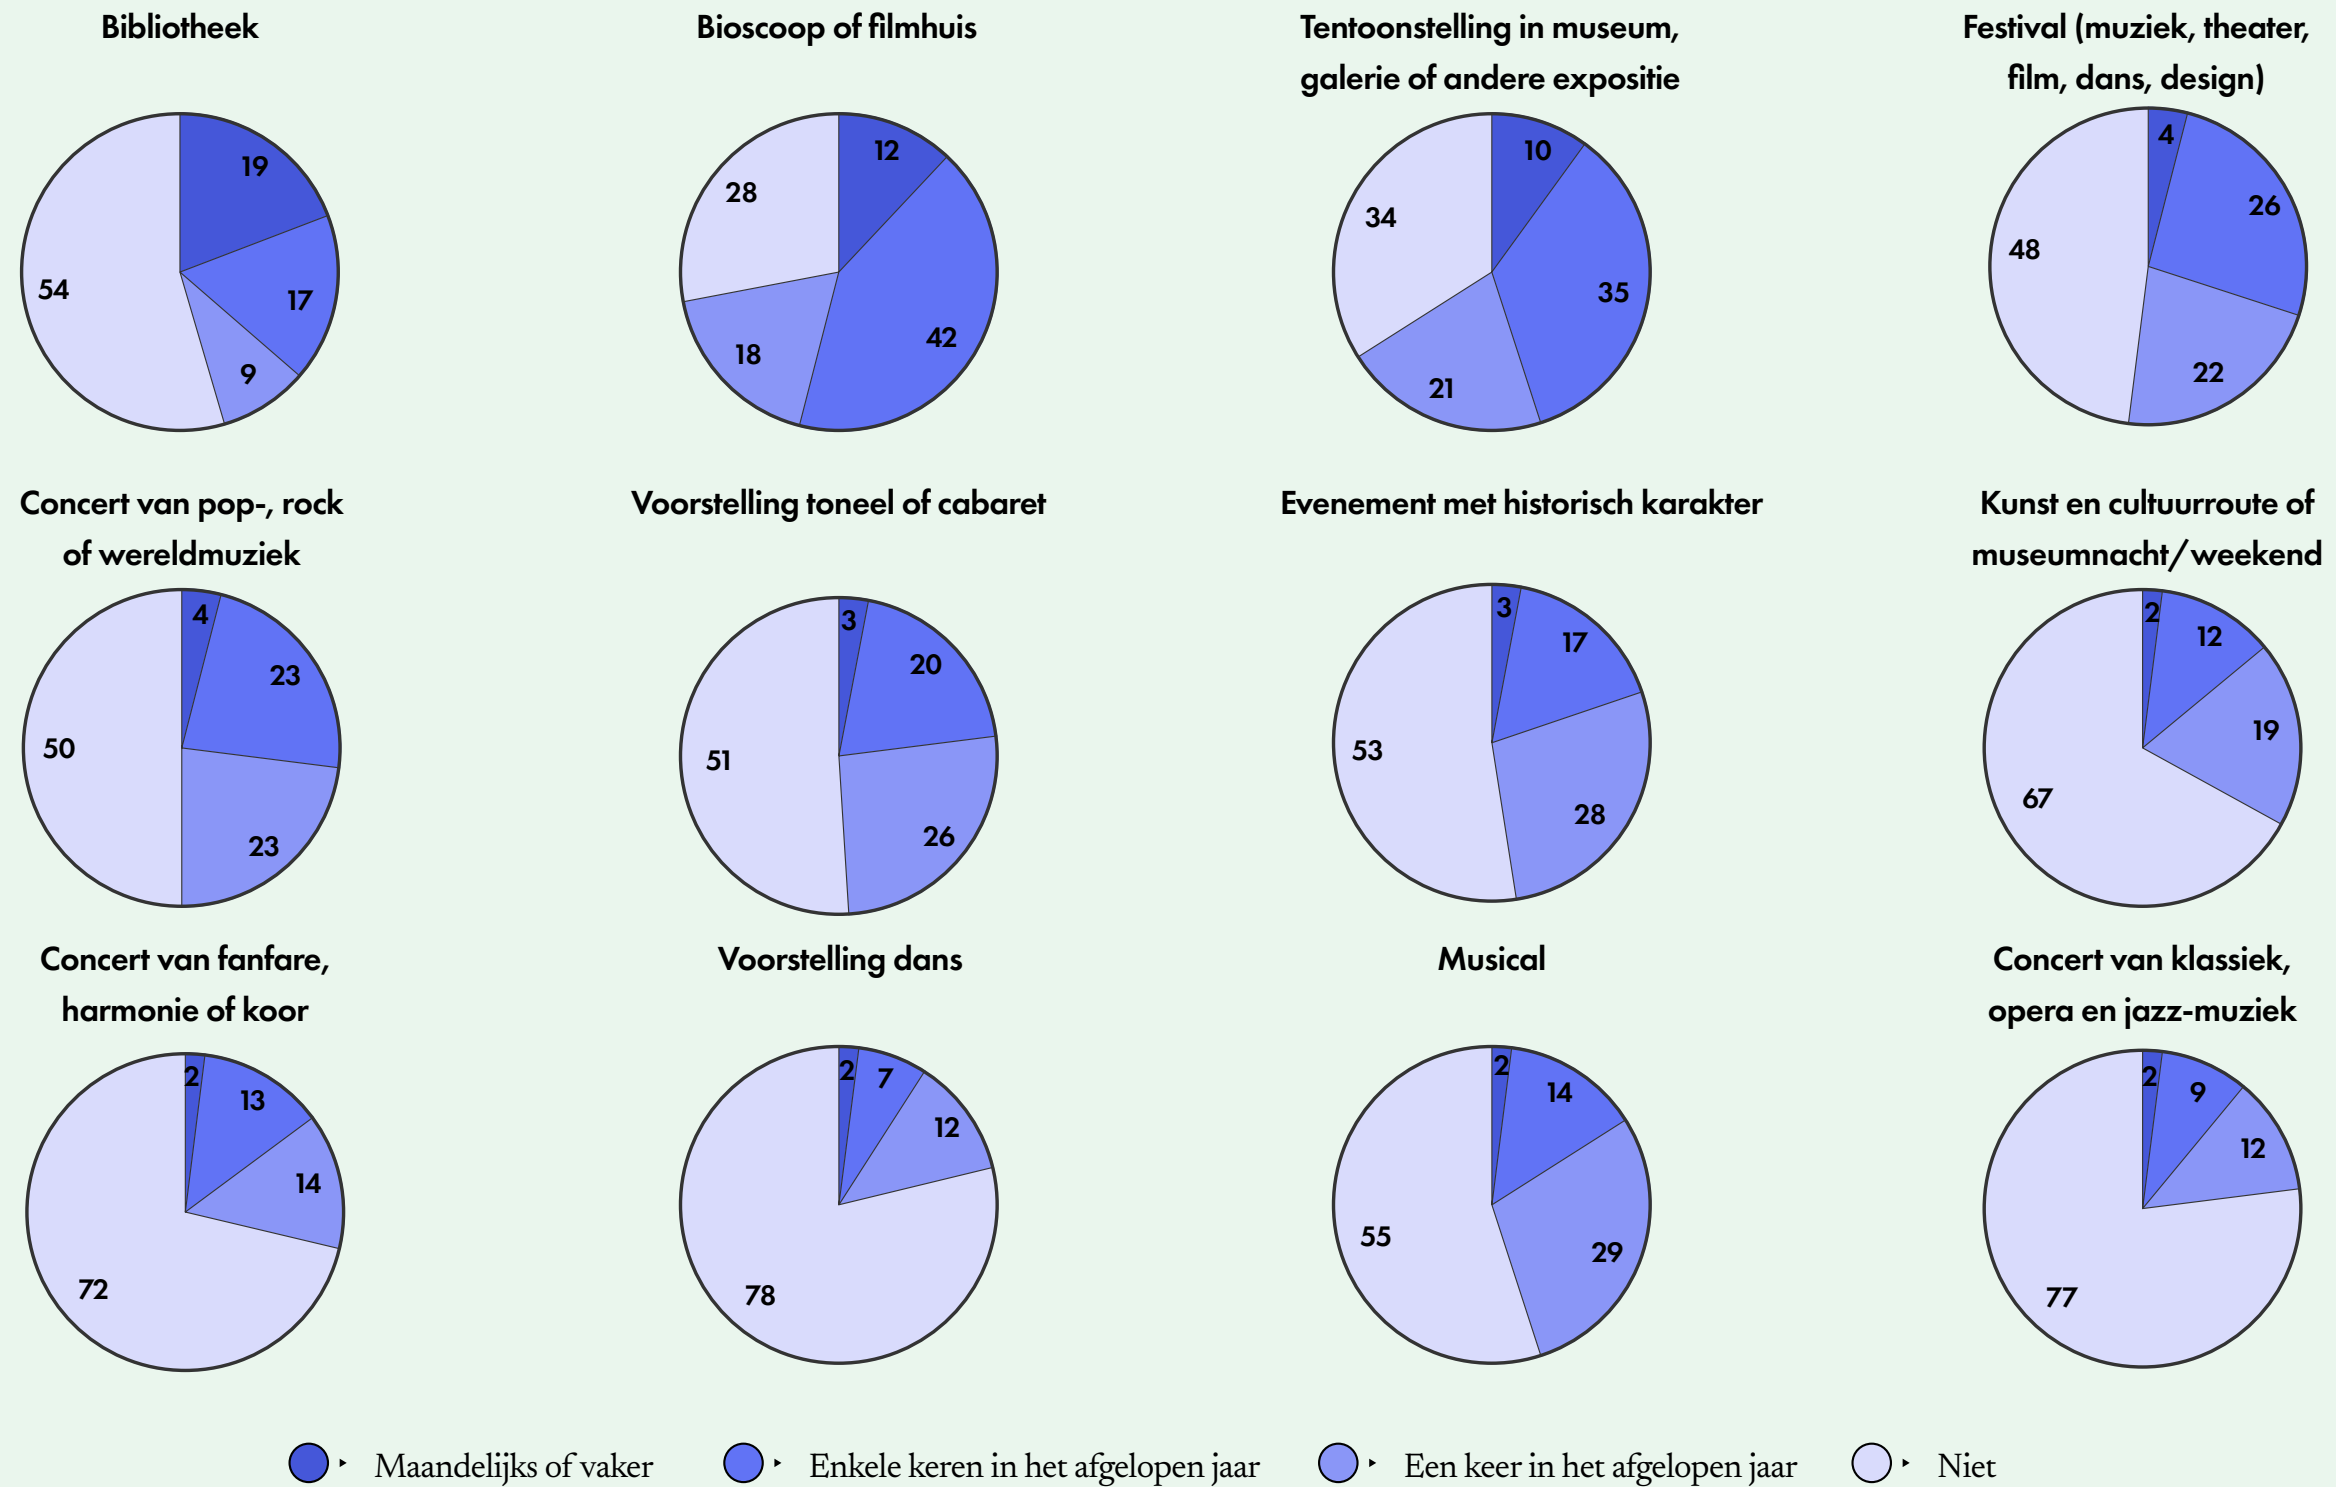 Bibliotheek
19
17
9
54
Bioscoop of filmhuis
12
42
18
28
Tentoonstelling in museum,
galerie of andere expositie
10
35
21
34
Festival (muziek, theater,
film, dans, design)
4
26
22
48
Concert van pop-, rock
of wereldmuziek
4
23
23
50
Voorstelling toneel of cabaret
3
20
26
51
Evenement met historisch karakter
3
17
28
53
Kunst en cultuurroute of
museumnacht/weekend
2
12
19
67
Concert van fanfare,
harmonie of koor
2
13
14
72
Voorstelling dans
2
7
12
78
Musical
2
14
29
55
Concert van klassiek,
opera en jazz-muziek
2
9
12
77
Maandelijks of vaker
Enkele keren in het afgelopen jaar
Een keer in het afgelopen jaar
Niet